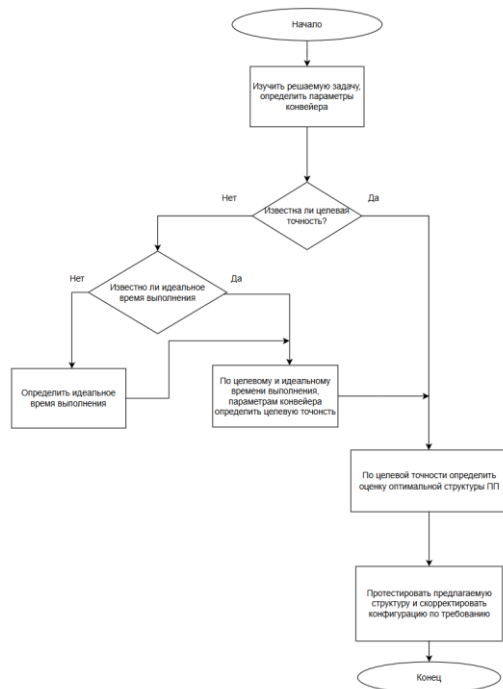 Начало
Изучить решаемую задачу,
определить параметры
конвейера
Нет
Да
Известна ли целевая
точность?
Нет
Известно ли идеальное
время выполнения
Да
Определить идеальное
время выполнения
По целевому и идеальному
времени выполнения,
параметрам конвейера
определить целевую точонсть
По целевой точности определить
оценку оптимальной структуры ПП
Протестировать предлагаемую
структуру и скорректировать
конфигурацию по требованию
Конец